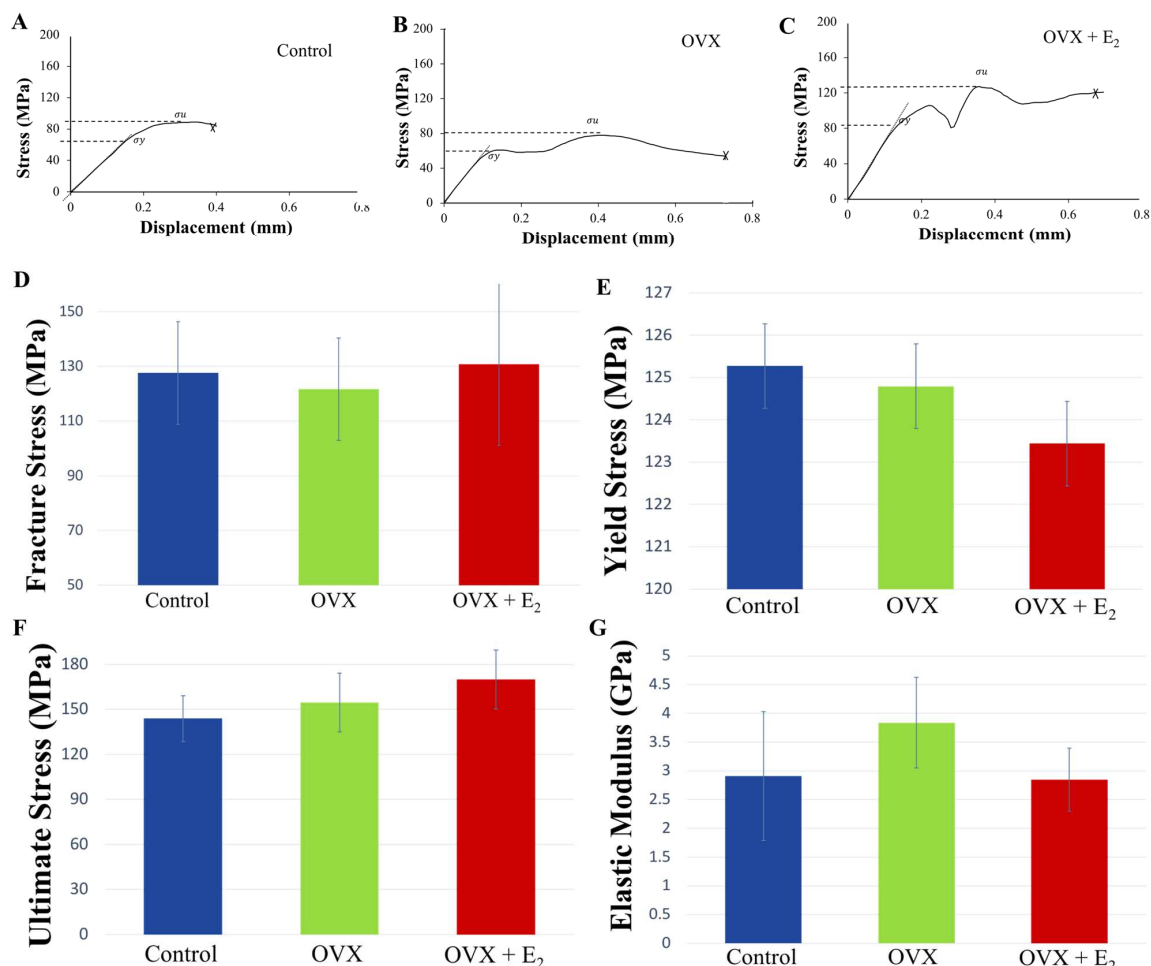 A
Control
200
160
120
80
40
0
σu
σy
0
0.2
0.4
0.6
0.8
Stress (MPa)
Displacement (mm)
B
OVX
200
160
120
80
40
0
σu
σy
0
0.2
0.4
0.6
0.8
Stress (MPa)
Displacement (mm)
C
OVX + E₂
200
160
120
80
40
0
σu
σy
0
0.2
0.4
0.6
0.8
Stress (MPa)
Displacement (mm)
D
Fracture Stress (MPa)
150
130
110
90
70
50
Control
OVX
OVX + E₂
E
Yield Stress (MPa)
127
126
125
124
123
122
121
120
Control
OVX
OVX + E₂
F
Ultimate Stress (MPa)
180
150
120
90
60
30
0
Control
OVX
OVX + E₂
G
Elastic Modulus (GPa)
5
4.5
4
3.5
3
2.5
2
1.5
1
0.5
0
Control
OVX
OVX + E₂